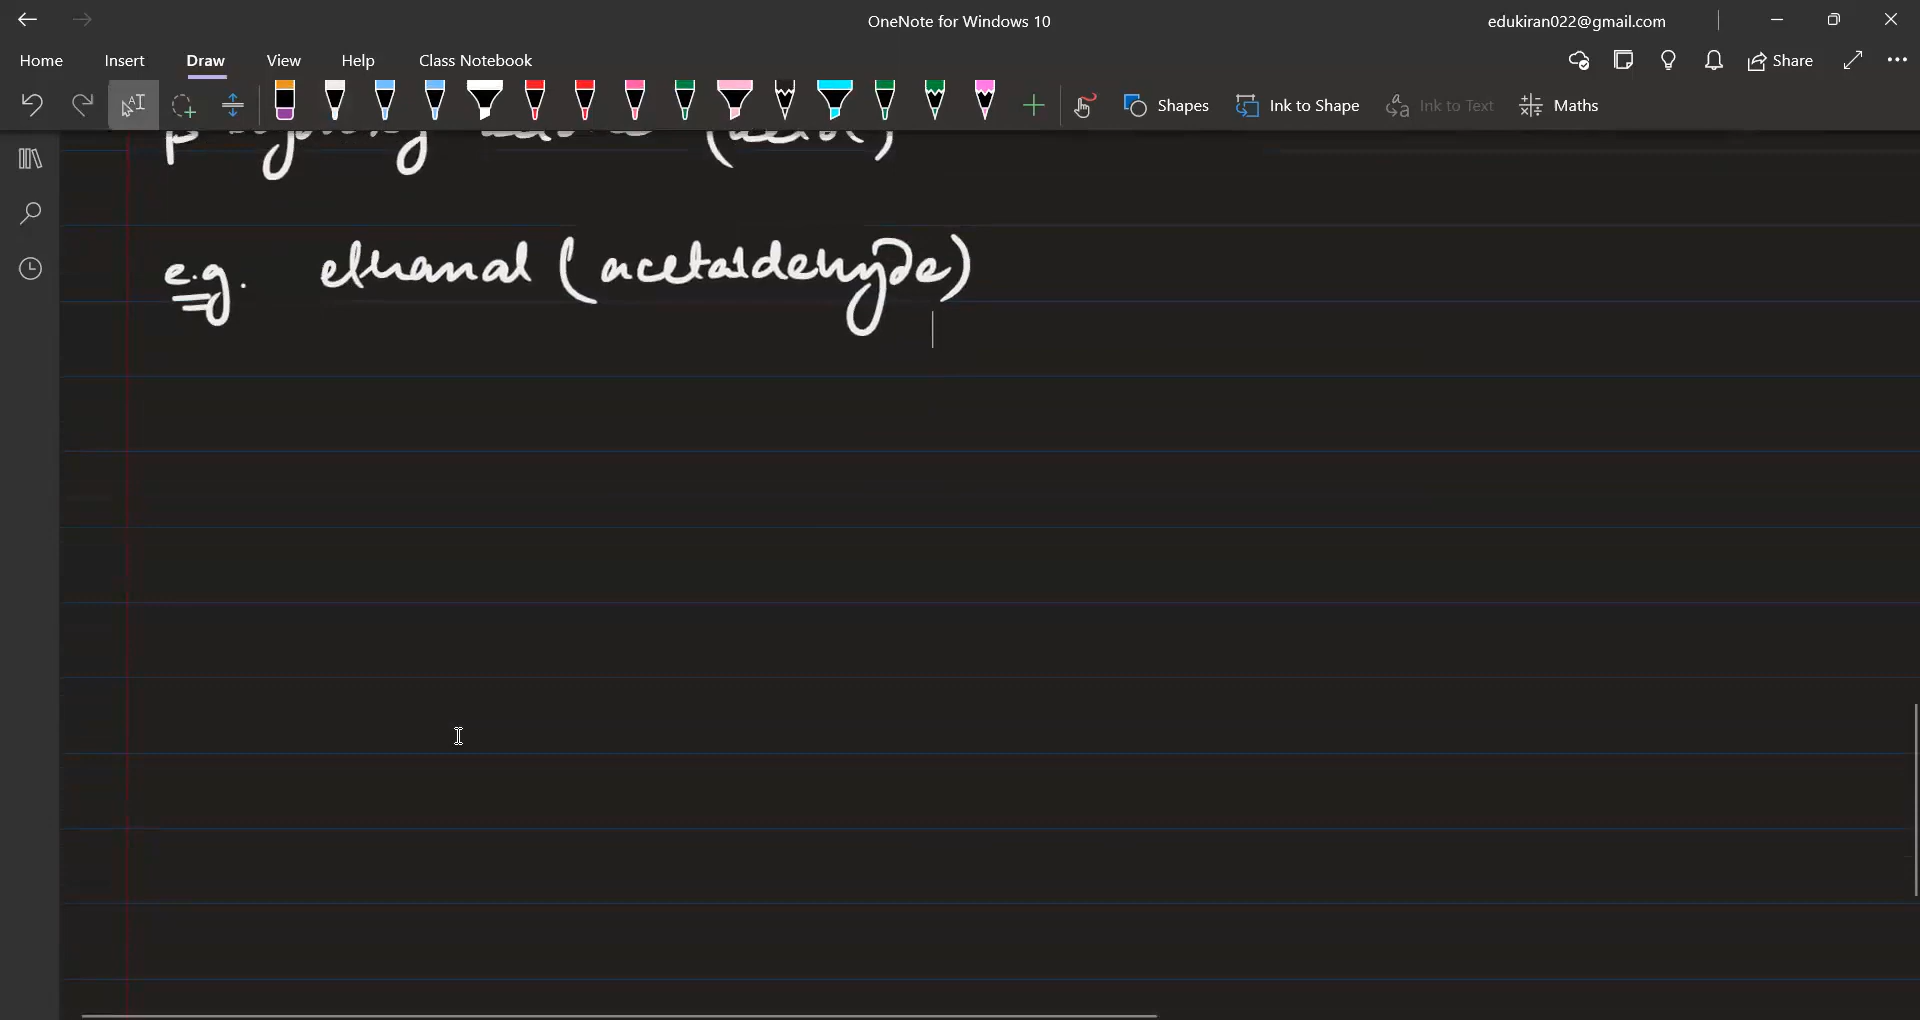 OneNote for Windows 10
edukiran022@gmail.com
Home Insert Draw View Help Class Notebook
Share
Shapes Ink to Shape Ink to Text Maths
e.g. ethanal (acetaldehyde)